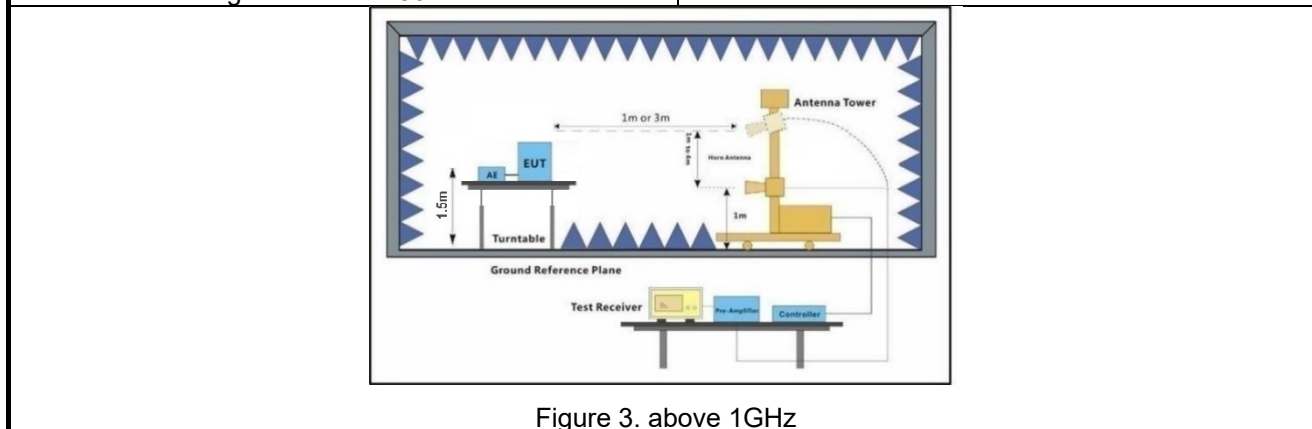 Antenna Tower
1m or 3m
1m to 4m
Horn Antenna
EUT
AE
1.5m
1m
Turntable
Ground Reference Plane
Test Receiver
Pre-Amplifier
Controller
Figure 3. above 1GHz